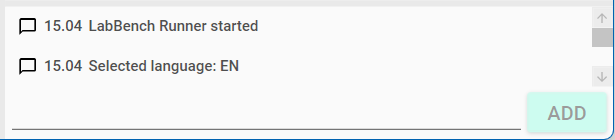 15.04 LabBench Runner started
15.04 Selected language: EN
ADD